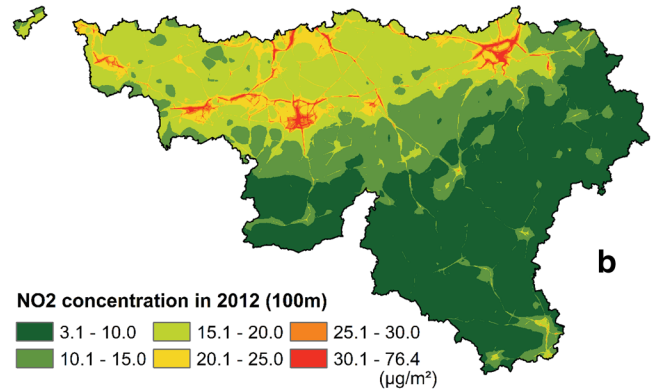 b
NO2 concentration in 2012 (100m)
3.1 - 10.0 15.1 - 20.0 25.1 - 30.0
10.1 - 15.0 20.1 - 25.0 30.1 - 76.4
(µg/m²)